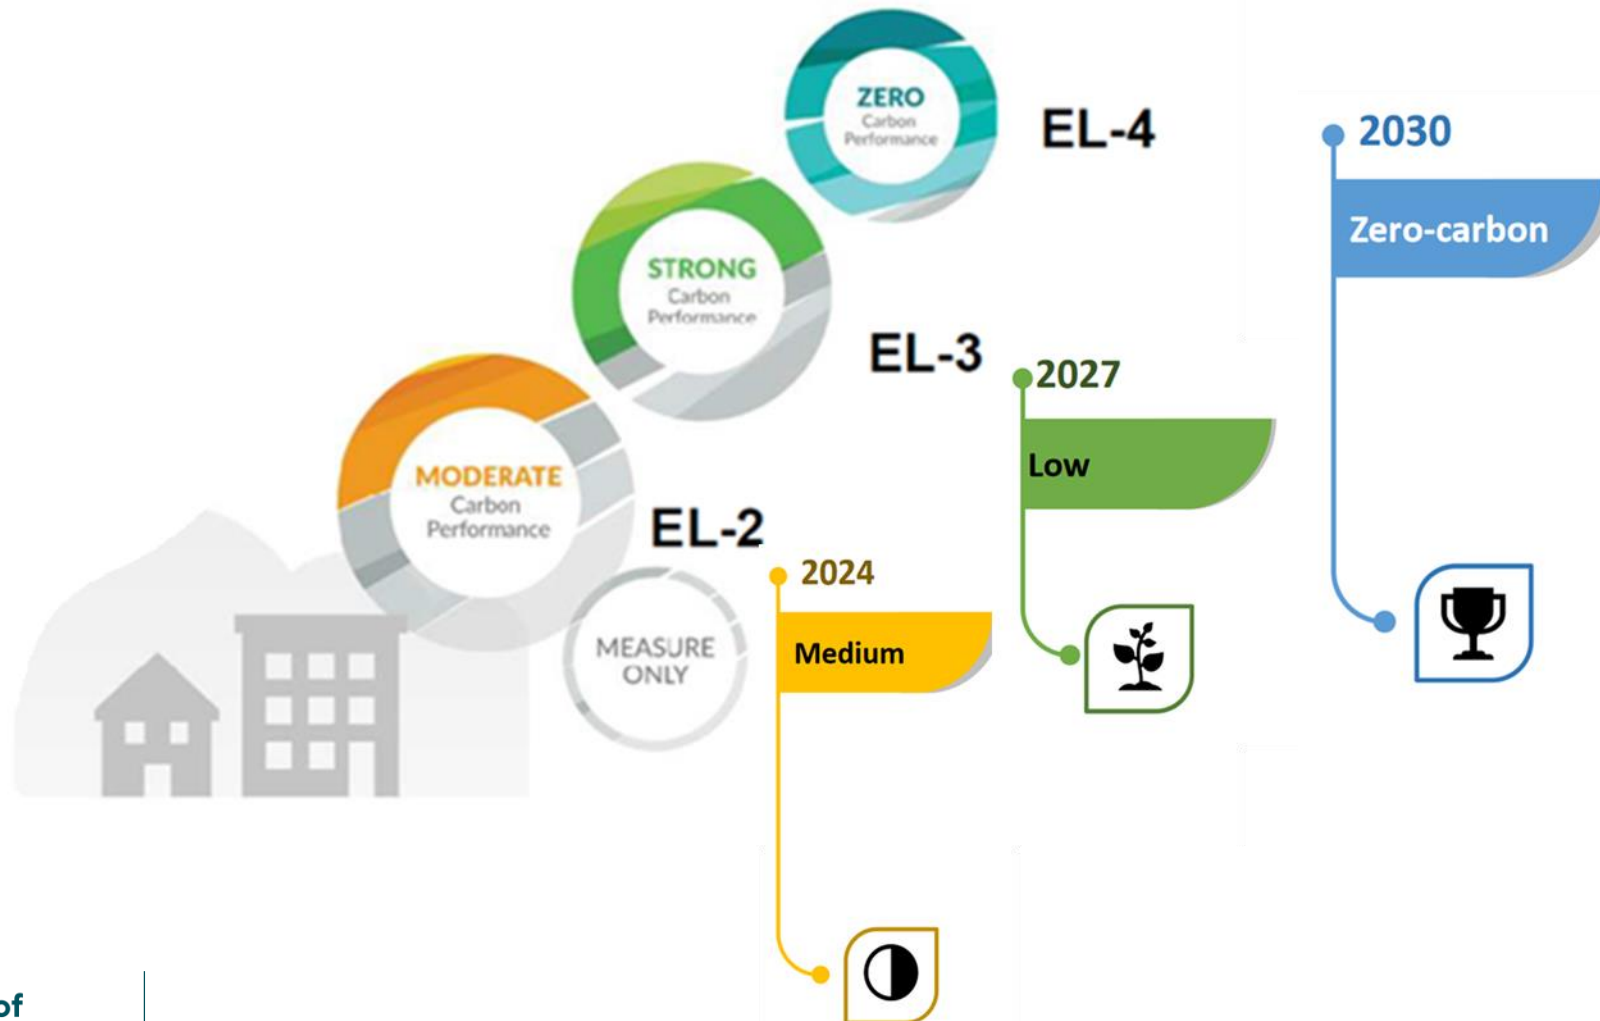 ZERO
Carbon
Performance
EL-4
2030
Zero-carbon
STRONG
Carbon
Performance
EL-3
2027
Low
MODERATE
Carbon
Performance
EL-2
2024
Medium
MEASURE
ONLY
of